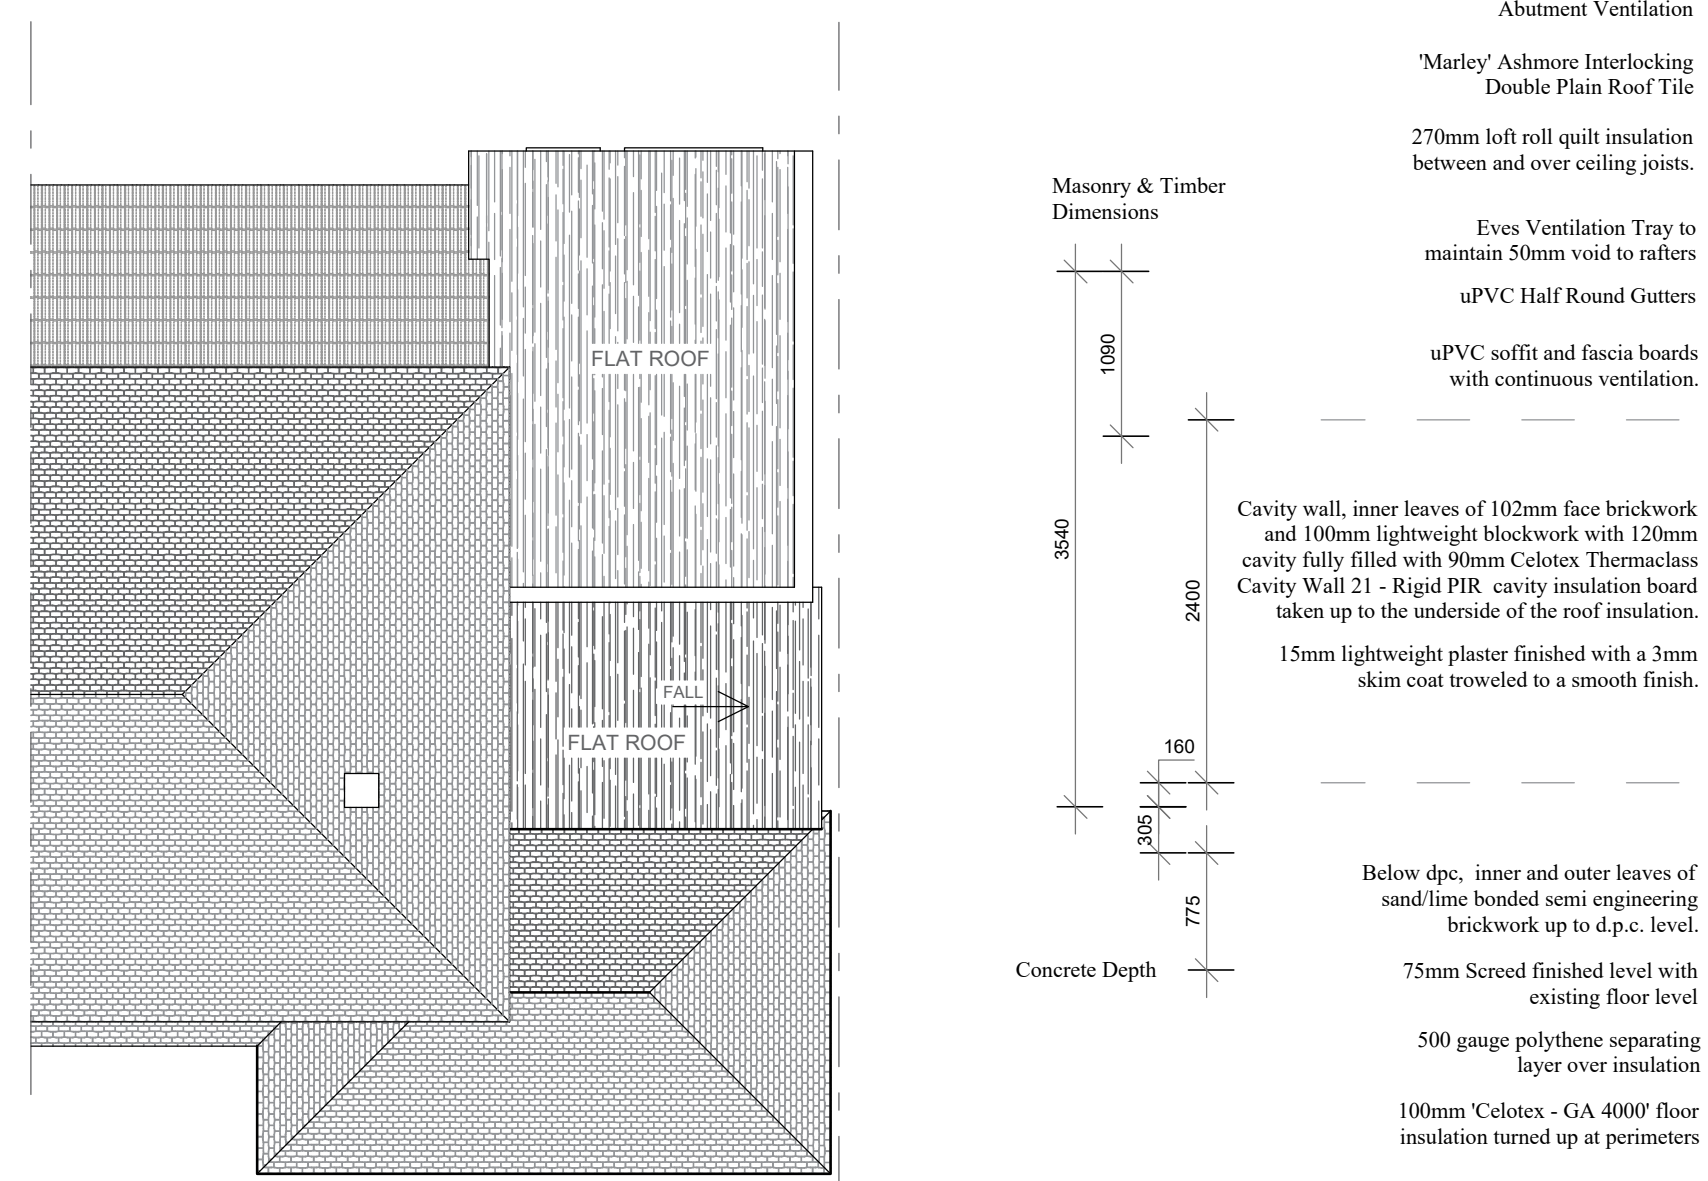 FLAT ROOF
FALL
FLAT ROOF
Masonry & Timber
Dimensions
1090
3540
2400
160
305
775
Concrete Depth
Abutment Ventilation
'Marley' Ashmore Interlocking
Double Plain Roof Tile
270mm loft roll quilt insulation
between and over ceiling joists.
Eves Ventilation Tray to
maintain 50mm void to rafters
uPVC Half Round Gutters
uPVC soffit and fascia boards
with continuous ventilation.
Cavity wall, inner leaves of 102mm face brickwork
and 100mm lightweight blockwork with 120mm
cavity fully filled with 90mm Celotex Thermaclass
Cavity Wall 21 - Rigid PIR cavity insulation board
taken up to the underside of the roof insulation.
15mm lightweight plaster finished with a 3mm
skim coat troweled to a smooth finish.
Below dpc, inner and outer leaves of
sand/lime bonded semi engineering
brickwork up to d.p.c. level.
75mm Screed finished level with
existing floor level
500 gauge polythene separating
layer over insulation
100mm 'Celotex - GA 4000' floor
insulation turned up at perimeters